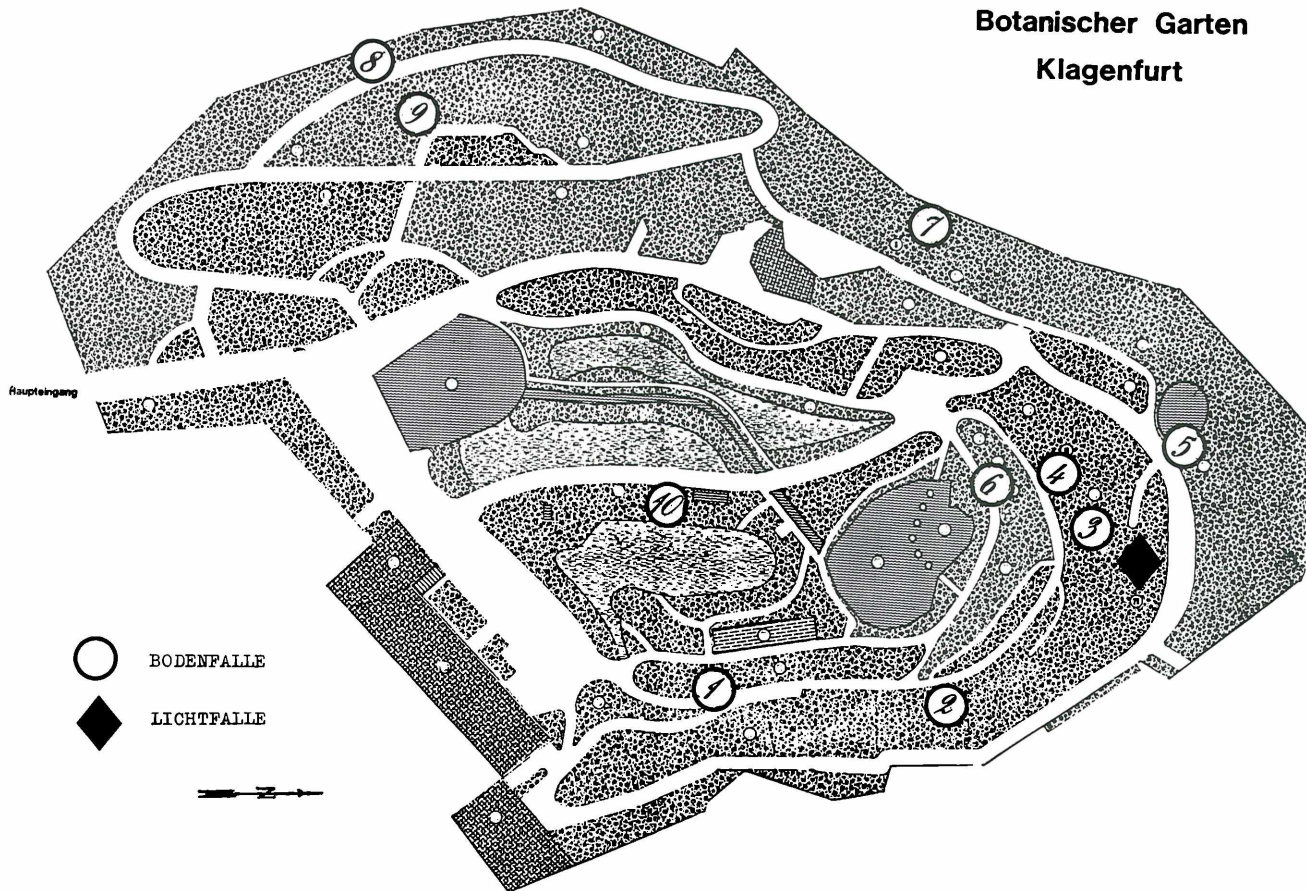 Botanischer Garten
Klagenfurt
8
9
7
Haupteingang
5
4
6
10
3
1
2
BODENFALLE
LICHTFALLE
N